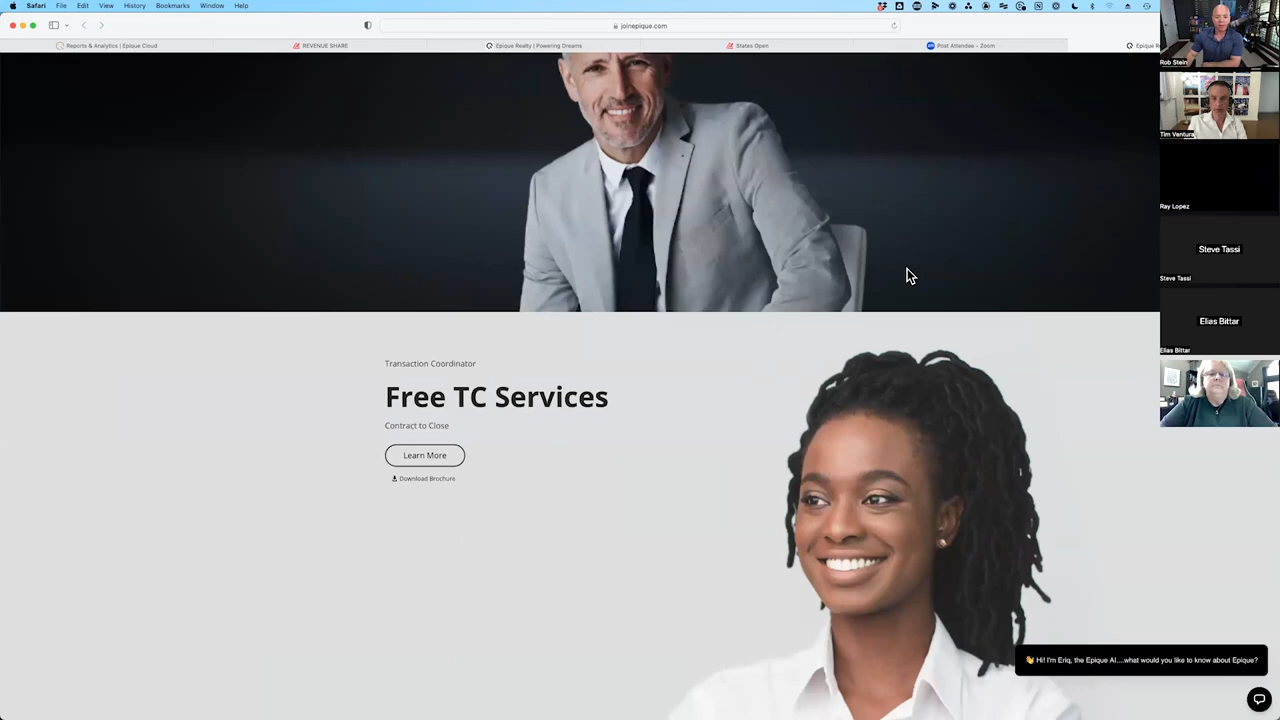 Safari File Edit View History Bookmarks Window Help
joinepique.com
Reports & Analytics | Epique Cloud
REVENUE SHARE
Epique Realty | Powering Dreams
States Open
Post Attendee - Zoom
Epique R
Rob Stein
Tim Ventura
Ray Lopez
Steve Tassi
Steve Tassi
Elias Bittar
Elias Bittar
Transaction Coordinator
Free TC Services
Contract to Close
Learn More
Download Brochure
👋 Hi! I'm Eriq, the Epique AI....what would you like to know about Epique?